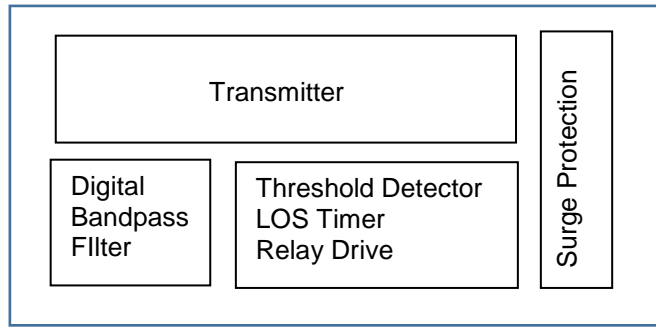 Transmitter
Digital
Bandpass
FIlter
Threshold Detector
LOS Timer
Relay Drive
Surge Protection